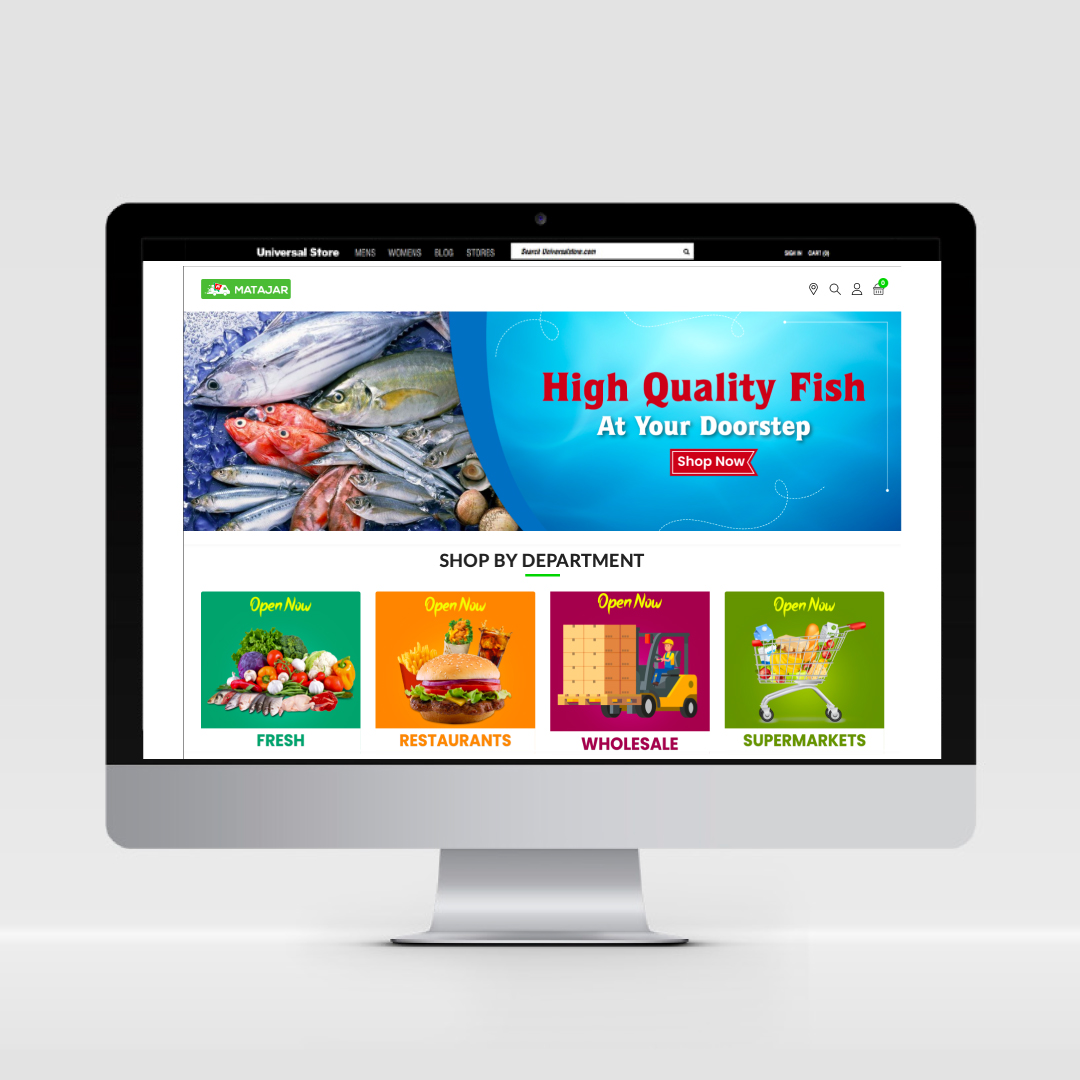 Universal Store MENS WOMENS BLOG STORES Search Universalstore.com SIGN IN CART (0)
MATAJAR 0
High Quality Fish
At Your Doorstep
Shop Now
SHOP BY DEPARTMENT
Open Now Open Now Open Now Open Now
FRESH RESTAURANTS WHOLESALE SUPERMARKETS